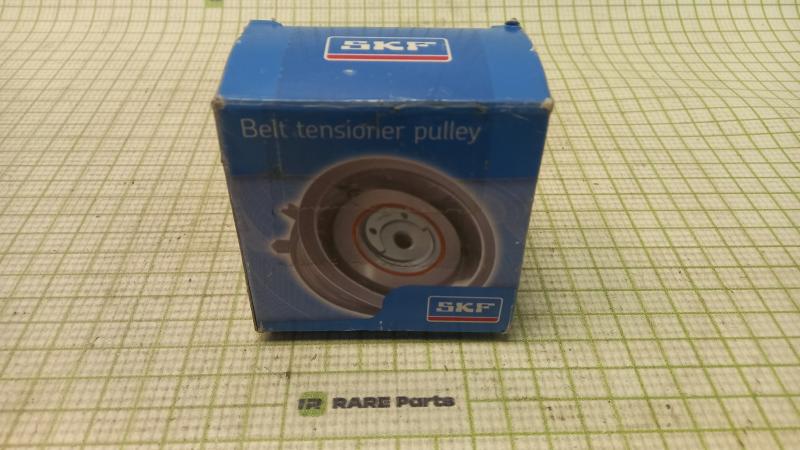 SKF
Belt tensioner pulley
SKF
RARE Parts